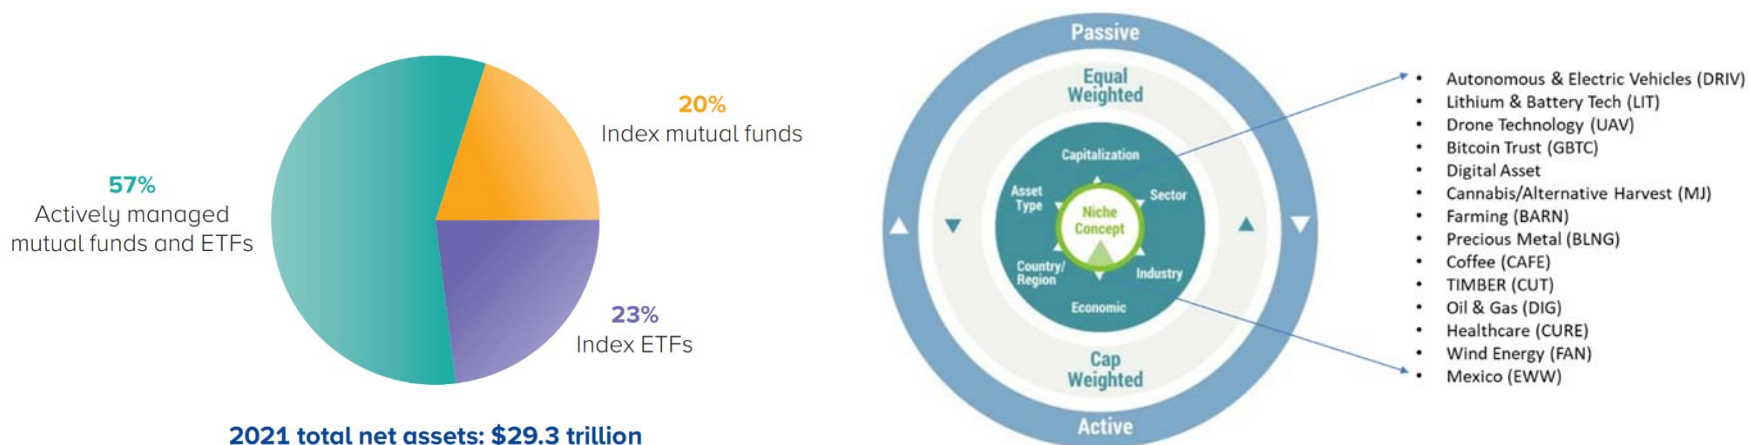 20%
Index mutual funds
57%
Actively managed
mutual funds and ETFs
23%
Index ETFs
2021 total net assets: $29.3 trillion
Passive
Equal
Weighted
Capitalization
Asset
Type
Sector
Niche
Concept
Country/
Region
Industry
Economic
Cap
Weighted
Active
• Autonomous & Electric Vehicles (DRIV)
• Lithium & Battery Tech (LIT)
• Drone Technology (UAV)
• Bitcoin Trust (GBTC)
• Digital Asset
• Cannabis/Alternative Harvest (MJ)
• Farming (BARN)
• Precious Metal (BLNG)
• Coffee (CAFE)
• TIMBER (CUT)
• Oil & Gas (DIG)
• Healthcare (CURE)
• Wind Energy (FAN)
• Mexico (EWW)